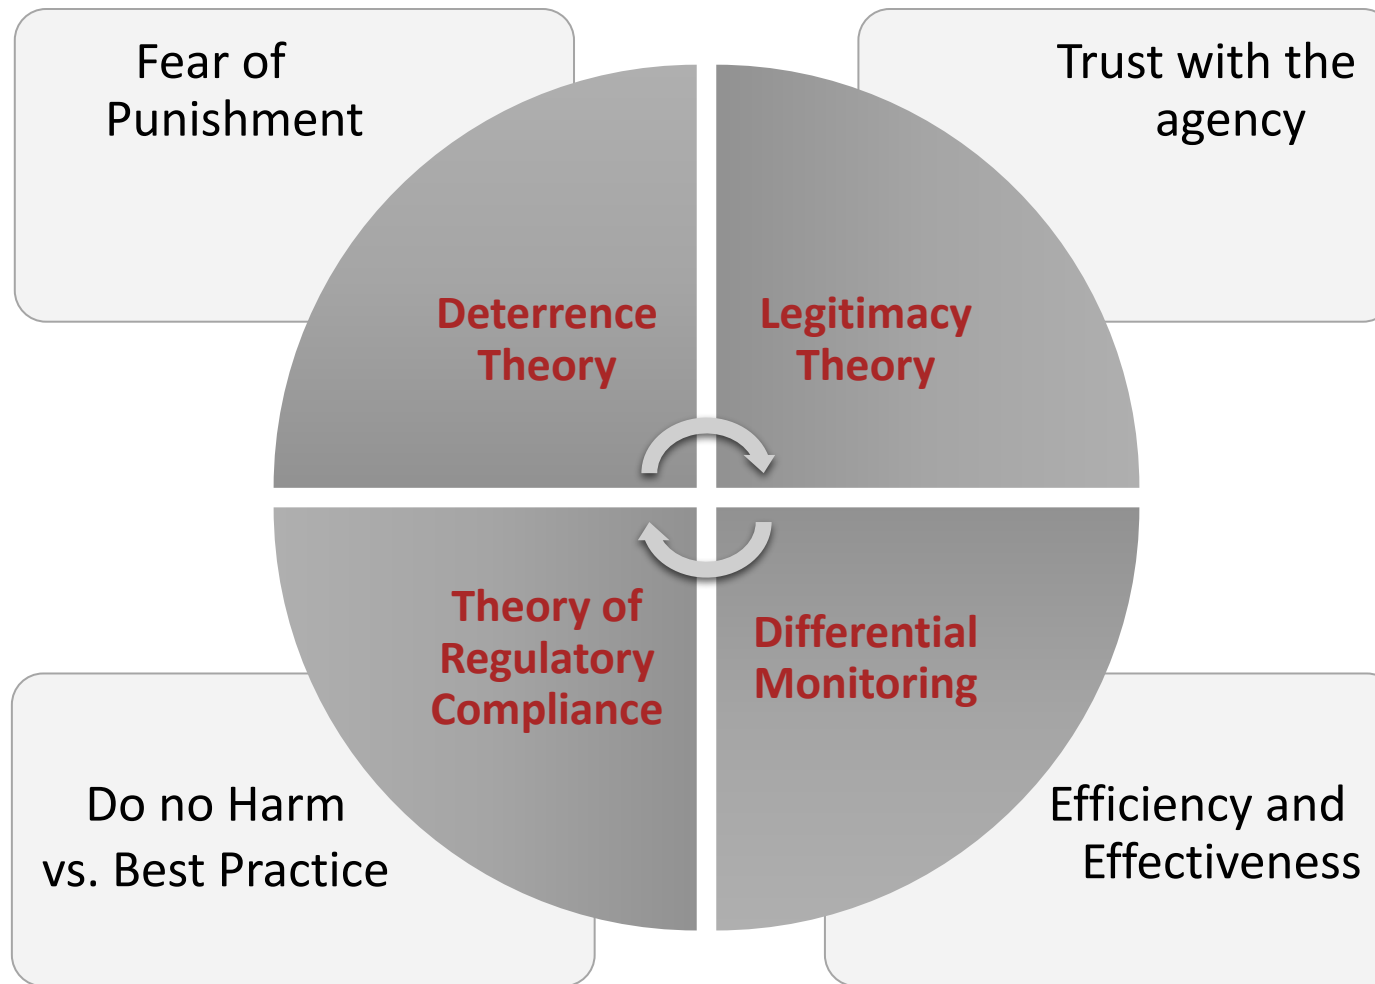 Fear of
Punishment
Trust with the
agency
Deterrence
Theory
Legitimacy
Theory
Theory of
Regulatory
Compliance
Differential
Monitoring
Do no Harm
vs. Best Practice
Efficiency and
Effectiveness